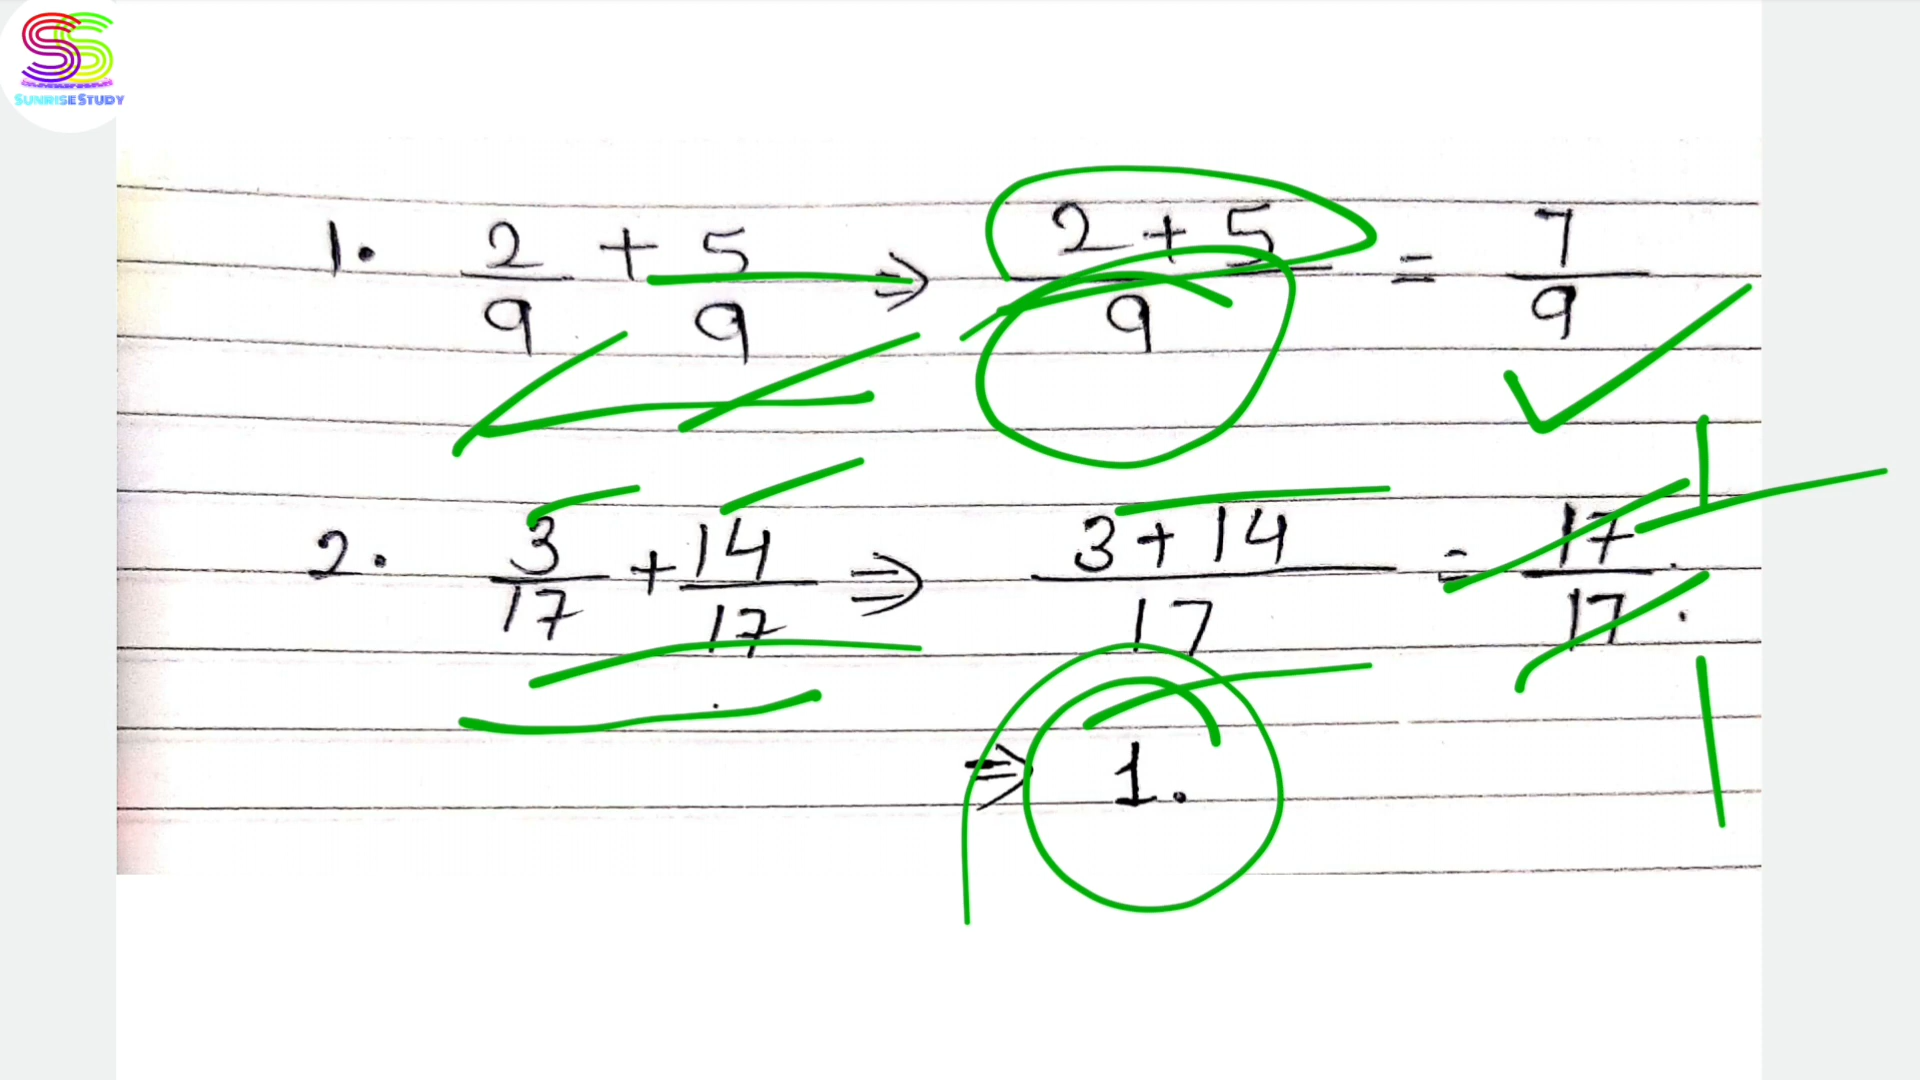 SS
SUNRISE STUDY
1. 2/9 + 5/9 ⇒ 2+5/9 = 7/9
2. 3/17 + 14/17 ⇒ 3+14/17 = 17/17.
⇒ 1.